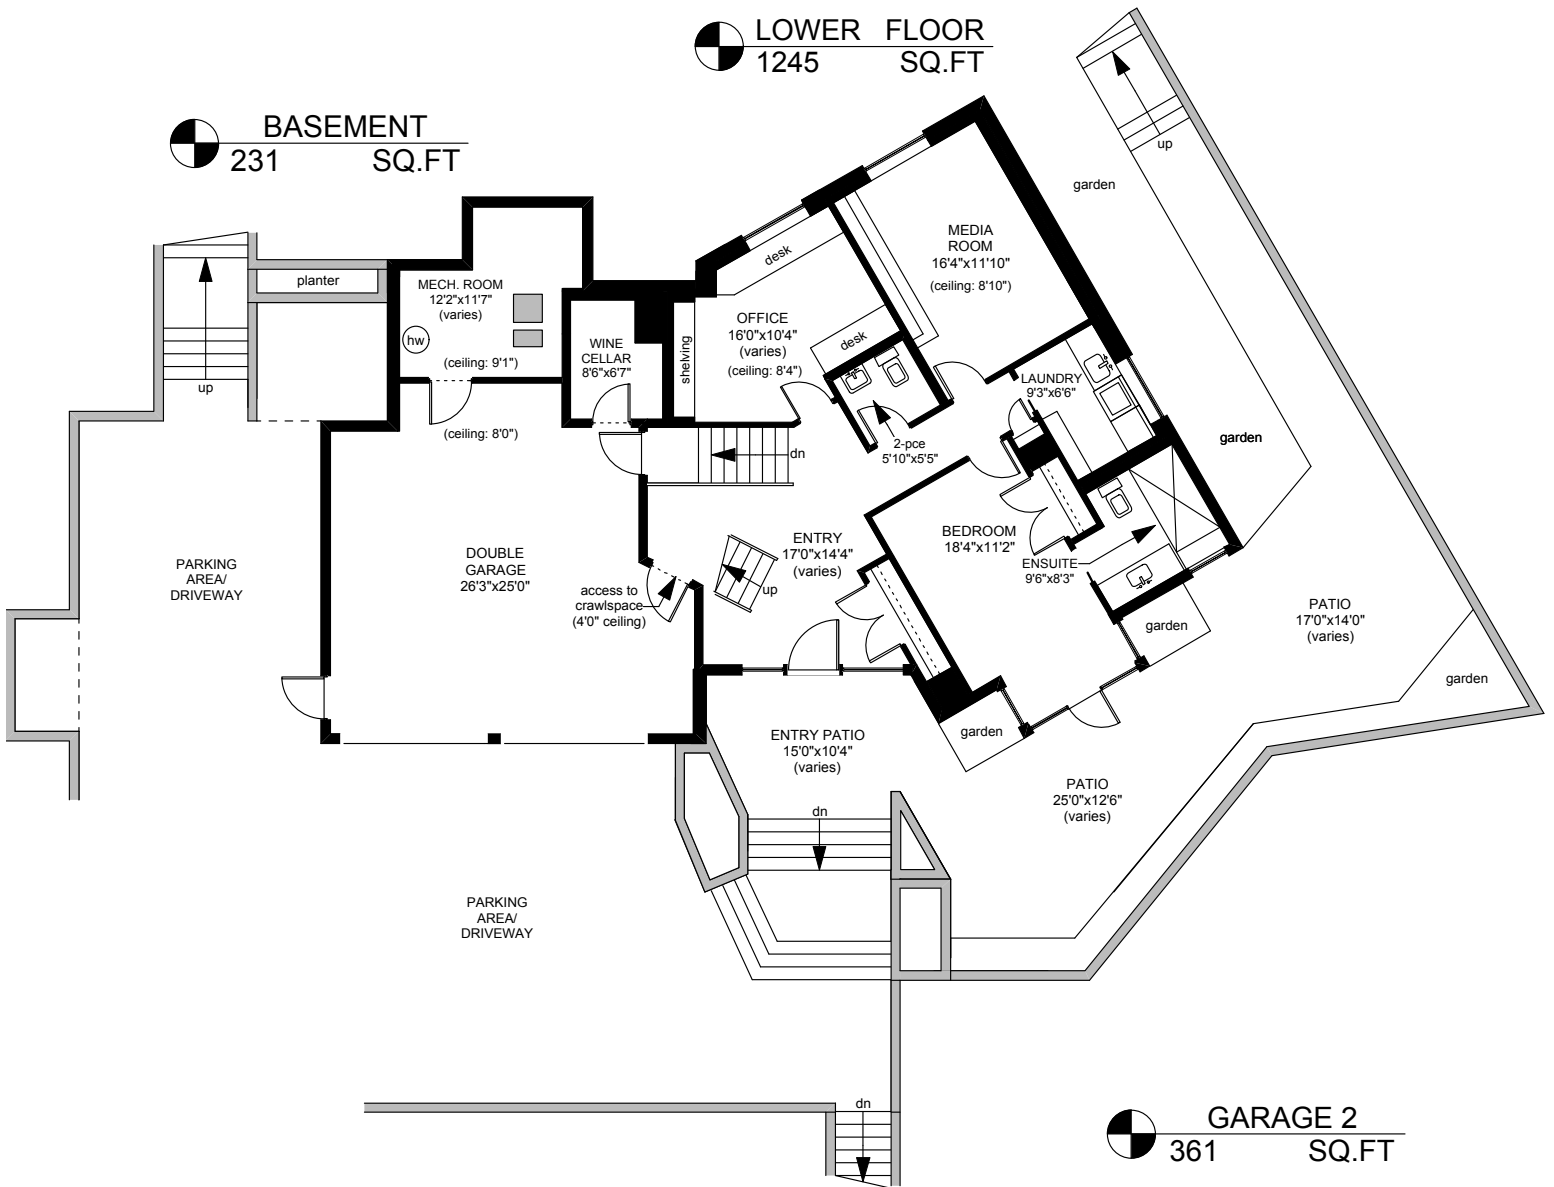 LOWER FLOOR
1245 SQ.FT
BASEMENT
231 SQ.FT
up
garden
planter
MECH. ROOM
12'2"x11'7"
(varies)
hw
(ceiling: 9'1")
(ceiling: 8'0")
up
WINE
CELLAR
8'6"x6'7"
shelving
desk
OFFICE
16'0"x10'4"
(varies)
(ceiling: 8'4")
desk
MEDIA
ROOM
16'4"x11'10"
(ceiling: 8'10")
LAUNDRY
9'3"x6'6"
garden
2-pce
5'10"x5'5"
dn
ENTRY
17'0"x14'4"
(varies)
up
BEDROOM
18'4"x11'2"
ENSUITE
9'6"x8'3"
PARKING
AREA/
DRIVEWAY
DOUBLE
GARAGE
26'3"x25'0"
access to
crawlspace
(4'0" ceiling)
garden
PATIO
17'0"x14'0"
(varies)
garden
ENTRY PATIO
15'0"x10'4"
(varies)
garden
PATIO
25'0"x12'6"
(varies)
dn
PARKING
AREA/
DRIVEWAY
dn
GARAGE 2
361 SQ.FT